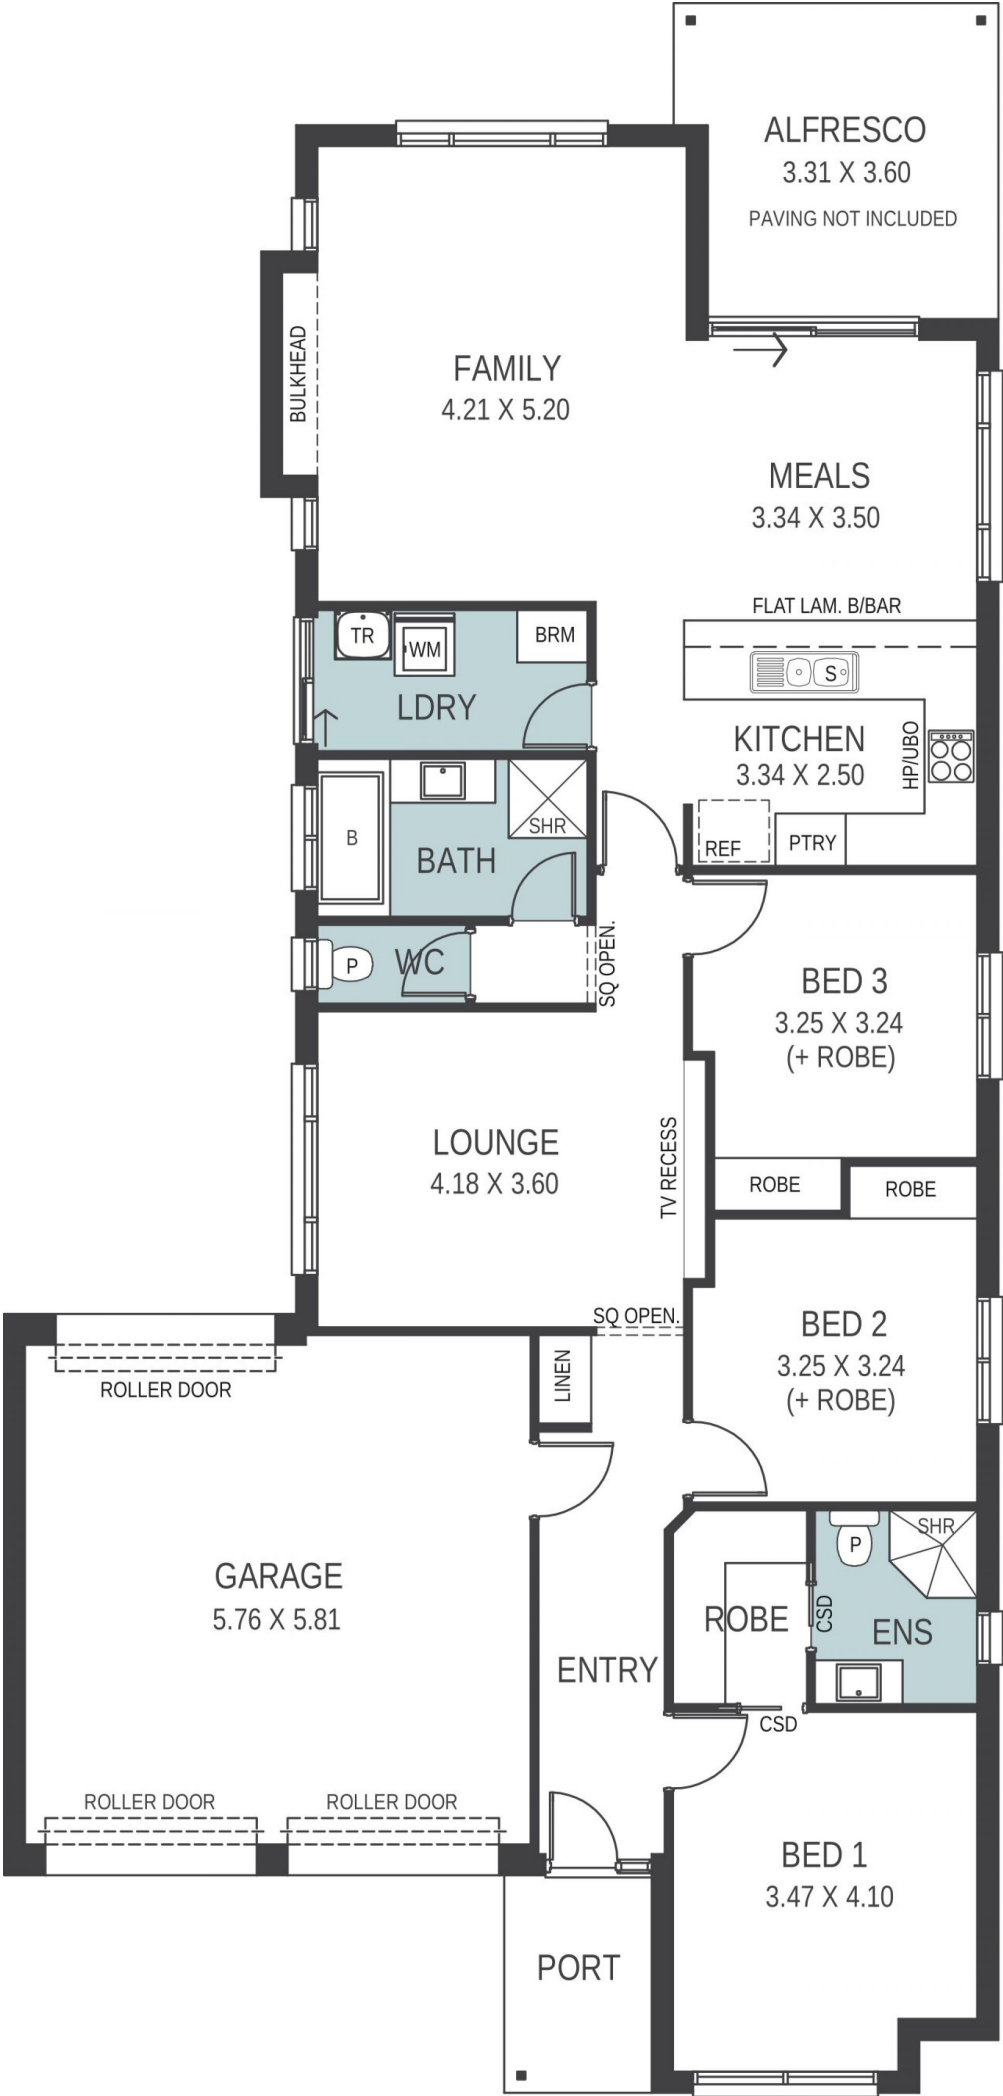 ALFRESCO
3.31 X 3.60
PAVING NOT INCLUDED
BULKHEAD
FAMILY
4.21 X 5.20
MEALS
3.34 X 3.50
FLAT LAM. B/BAR
TR
WM
BRM
LDRY
S
KITCHEN
3.34 X 2.50
HP/UBO
REF
PTRY
B
SHR
BATH
P
WC
SQ OPEN.
BED 3
3.25 X 3.24
(+ ROBE)
LOUNGE
4.18 X 3.60
TV RECESS
ROBE
ROBE
SQ OPEN.
BED 2
3.25 X 3.24
(+ ROBE)
LINEN
ROLLER DOOR
GARAGE
5.76 X 5.81
SHR
P
ROBE
CSD
ENS
ENTRY
CSD
ROLLER DOOR
ROLLER DOOR
BED 1
3.47 X 4.10
PORT